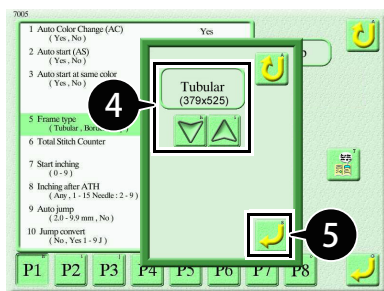 7005
1 Auto Color Change (AC) Yes
( Yes , No )
2 Auto start (AS)
( Yes , No )
3 Auto start at same color
( Yes , No )
5 Frame type
( Tubular ,
6 Total Stitch Counter
7 Start inching
( 0 - 9 )
8 Inching after ATH
( Any , 1 - 15 Needle : 2 - 9 )
9 Auto jump
( 2.0 - 9.9 mm , No )
10 Jump convert
( No , Yes 1 - 9 J )
Tubular
(379x525)
4
5
P1 P2 P3 P4 P5 P6 P7 P8